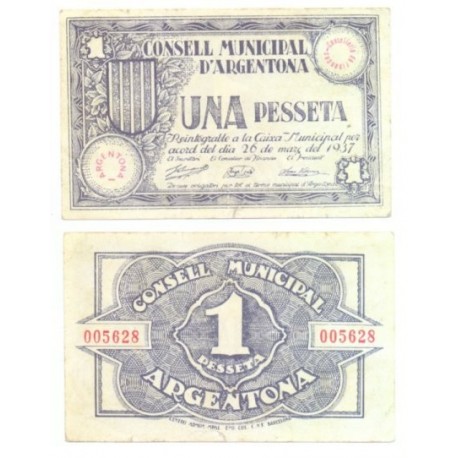 1
CONSELL MUNICIPAL
D'ARGENTONA
UNA PESSETA
Reintegrable a la Caixa Municipal per
acord del dia 26 de març del 1937
El Secretari El Conseller de Finances El President
ARGENTONA
1
CONSELL MUNICIPAL
005628
1
005628
PESSETA
ARGENTONA